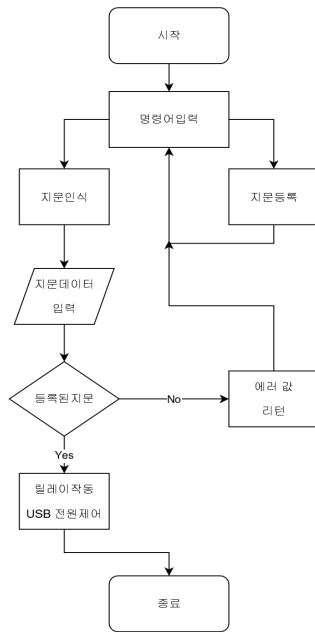 시작
명령어입력
지문인식
지문등록
지문데이터
입력
등록된지문
No
에러 값
리턴
Yes
릴레이작동
USB 전원제어
종료